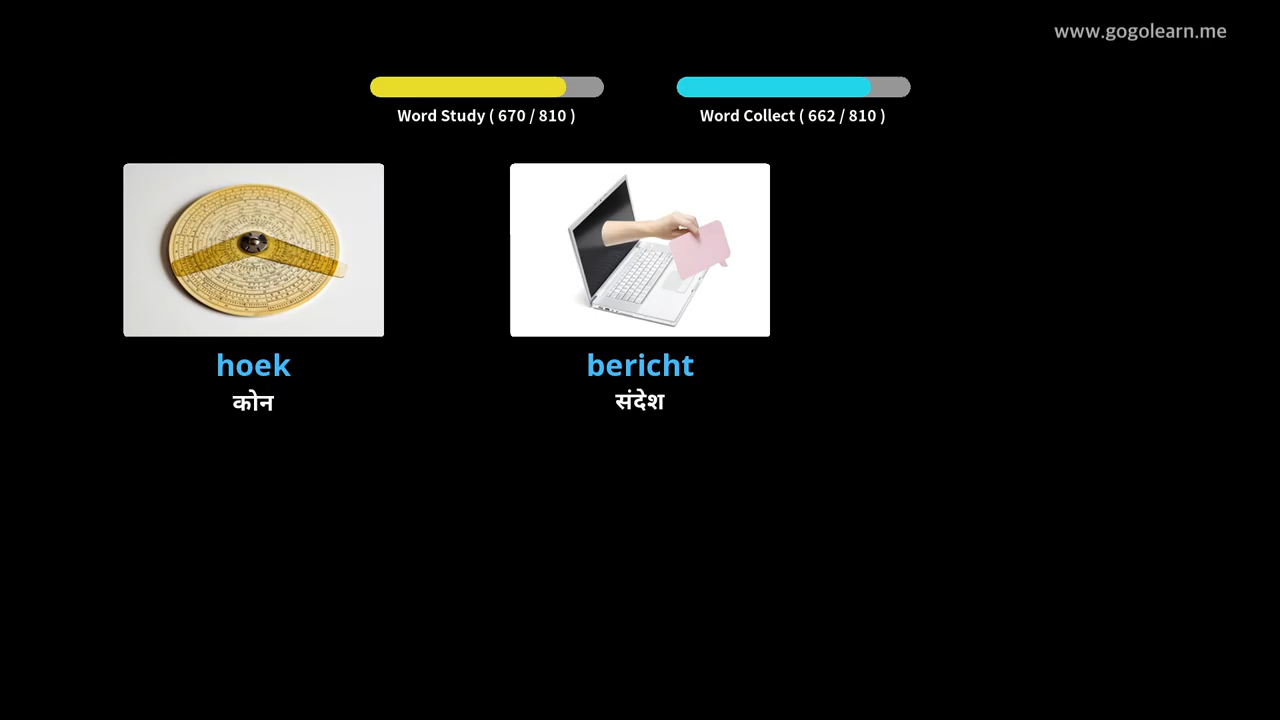 www.gogolearn.me
Word Study ( 670 / 810 )
Word Collect ( 662 / 810 )
hoek
कोन
bericht
संदेश